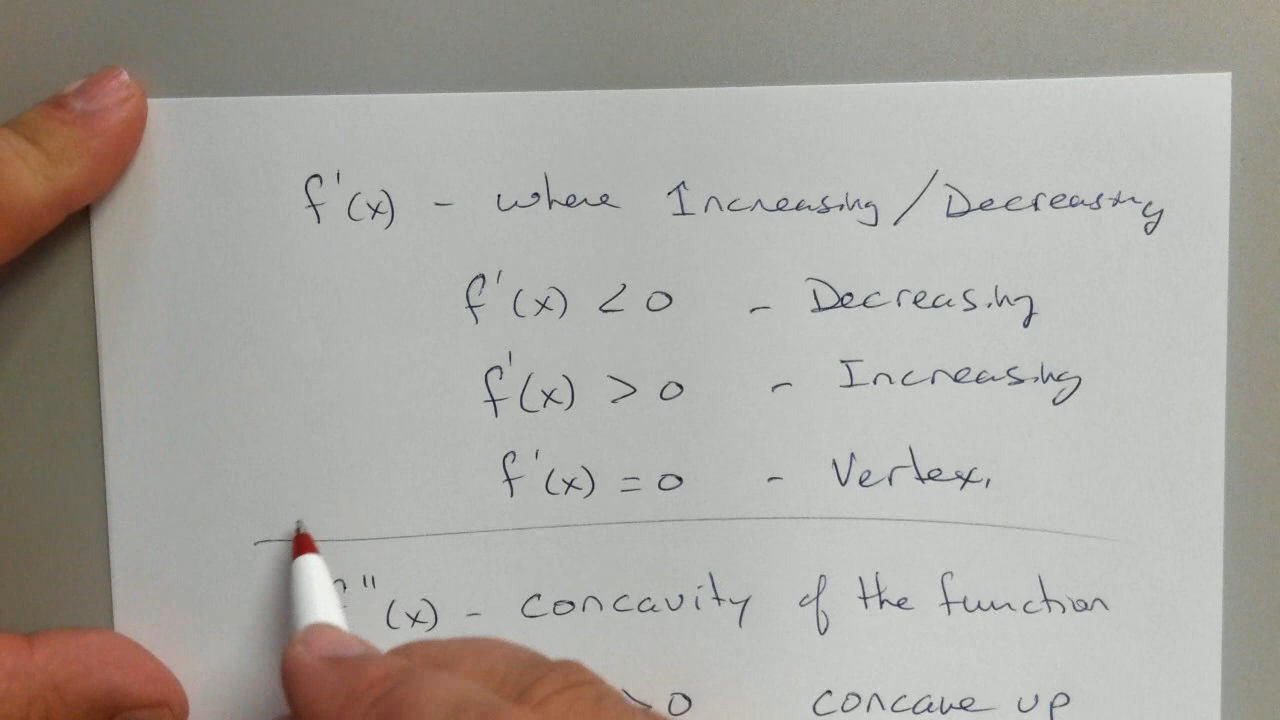 f'(x) - where Increasing/Decreasing
f'(x) < 0 - Decreasing
f'(x) > 0 - Increasing
f'(x) = 0 - Vertex.
"(x) - concavity of the function
> 0 concave up